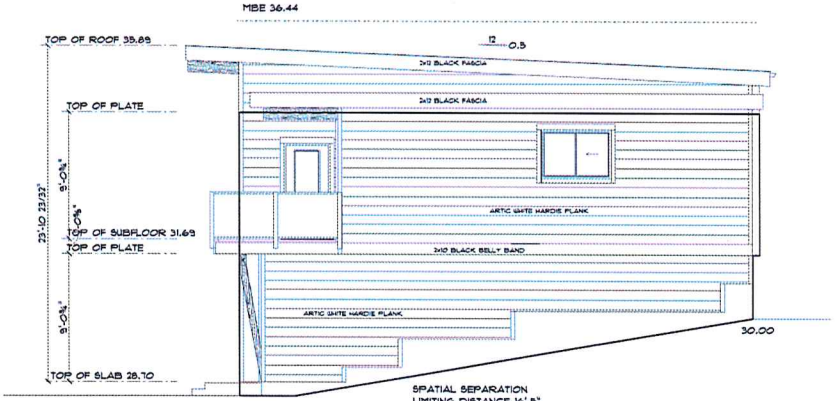 MBE 36.44
TOP OF ROOF 35.89
12
0.5
2x12 BLACK FASCIA
2x12 BLACK FASCIA
TOP OF PLATE
9'-0¾"
23'-10 23/32"
ARTIC WHITE HARDIE PLANK
TOP OF SUBFLOOR 31.69
TOP OF PLATE
2x10 BLACK BELLY BAND
9'-0¾"
ARTIC WHITE HARDIE PLANK
30.00
TOP OF SLAB 28.70
SPATIAL SEPARATION
LIMITING DISTANCE